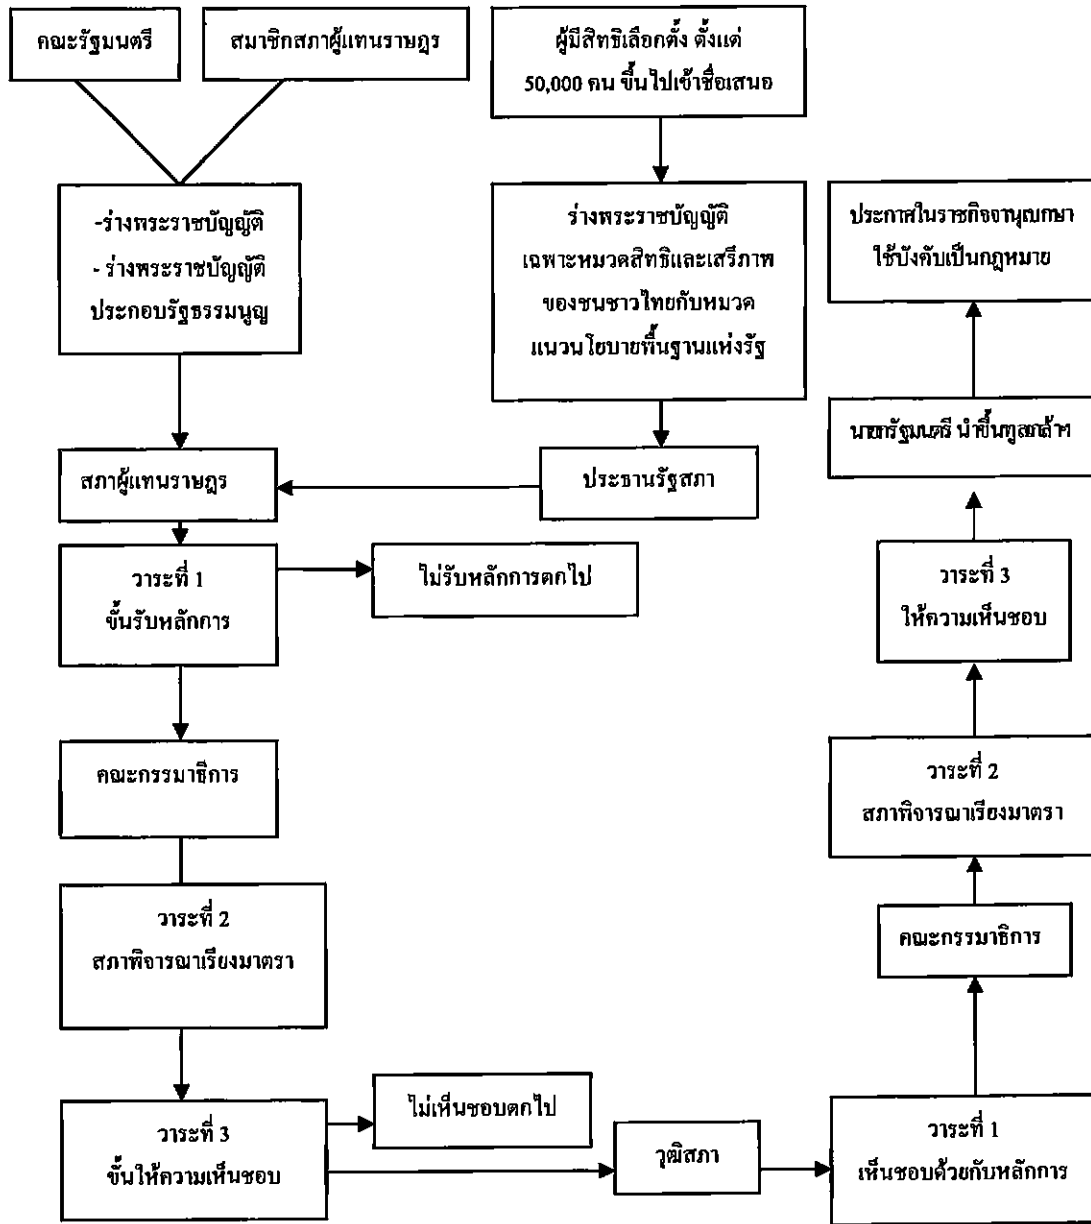 คณะรัฐมนตรี
สมาชิกสภาผู้แทนราษฎร
ผู้มีสิทธิเลือกตั้ง ตั้งแต่
50,000 คน ขึ้นไปเข้าชื่อเสนอ
-ร่างพระราชบัญญัติ
- ร่างพระราชบัญญัติ
ประกอบรัฐธรรมนูญ
ร่างพระราชบัญญัติ
เฉพาะหมวดสิทธิและเสรีภาพ
ของชนชาวไทยกับหมวด
แนวนโยบายพื้นฐานแห่งรัฐ
สภาผู้แทนราษฎร
ประธานรัฐสภา
วาระที่ 1
ขั้นรับหลักการ
ไม่รับหลักการตกไป
คณะกรรมาธิการ
วาระที่ 2
สภาพิจารณาเรียงมาตรา
วาระที่ 3
ขั้นให้ความเห็นชอบ
ไม่เห็นชอบตกไป
วุฒิสภา
วาระที่ 1
เห็นชอบด้วยกับหลักการ
คณะกรรมาธิการ
วาระที่ 2
สภาพิจารณาเรียงมาตรา
วาระที่ 3
ให้ความเห็นชอบ
นายกรัฐมนตรี นำขึ้นทูลเกล้าฯ
ประกาศในราชกิจจานุเบกษา
ใช้บังคับเป็นกฎหมาย